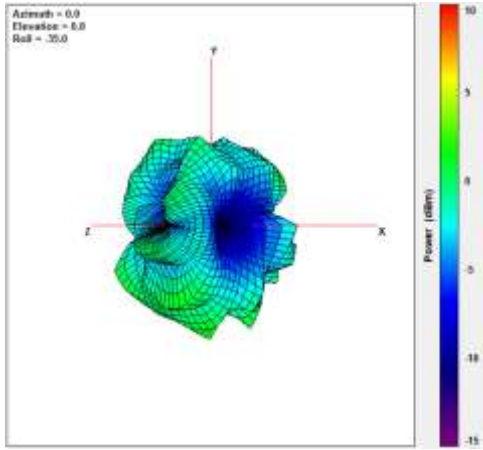 Azimuth = 0.0
Elevation = 0.0
Roll = -35.0
Y
Z
X
10
5
0
-5
-10
-15
Power (dBm)